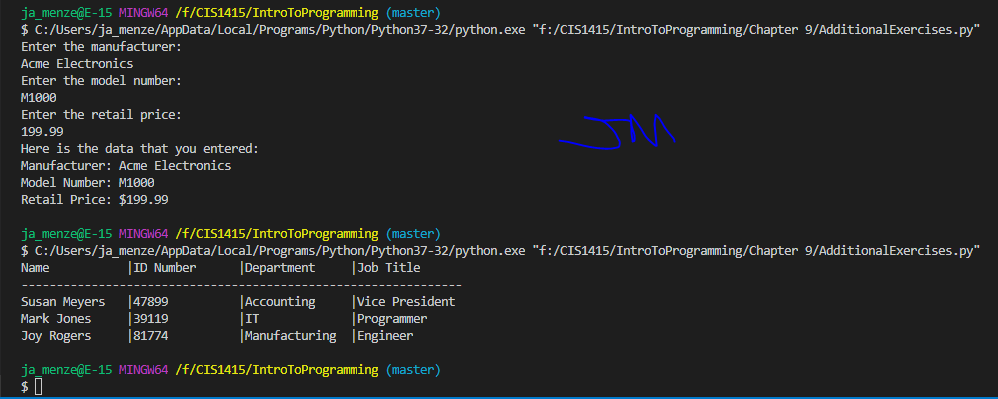 ja_menze@E-15 MINGW64 /f/CIS1415/IntroToProgramming (master)
$ C:/Users/ja_menze/AppData/Local/Programs/Python/Python37-32/python.exe "f:/CIS1415/IntroToProgramming/Chapter 9/AdditionalExercises.py"
Enter the manufacturer:
Acme Electronics
Enter the model number:
M1000
Enter the retail price:
199.99
Here is the data that you entered:
Manufacturer: Acme Electronics
Model Number: M1000
Retail Price: $199.99
ja_menze@E-15 MINGW64 /f/CIS1415/IntroToProgramming (master)
$ C:/Users/ja_menze/AppData/Local/Programs/Python/Python37-32/python.exe "f:/CIS1415/IntroToProgramming/Chapter 9/AdditionalExercises.py"
Name           |ID Number      |Department     |Job Title
---------------------------------------------------------------
Susan Meyers   |47899          |Accounting     |Vice President
Mark Jones     |39119          |IT             |Programmer
Joy Rogers     |81774          |Manufacturing  |Engineer
ja_menze@E-15 MINGW64 /f/CIS1415/IntroToProgramming (master)
$